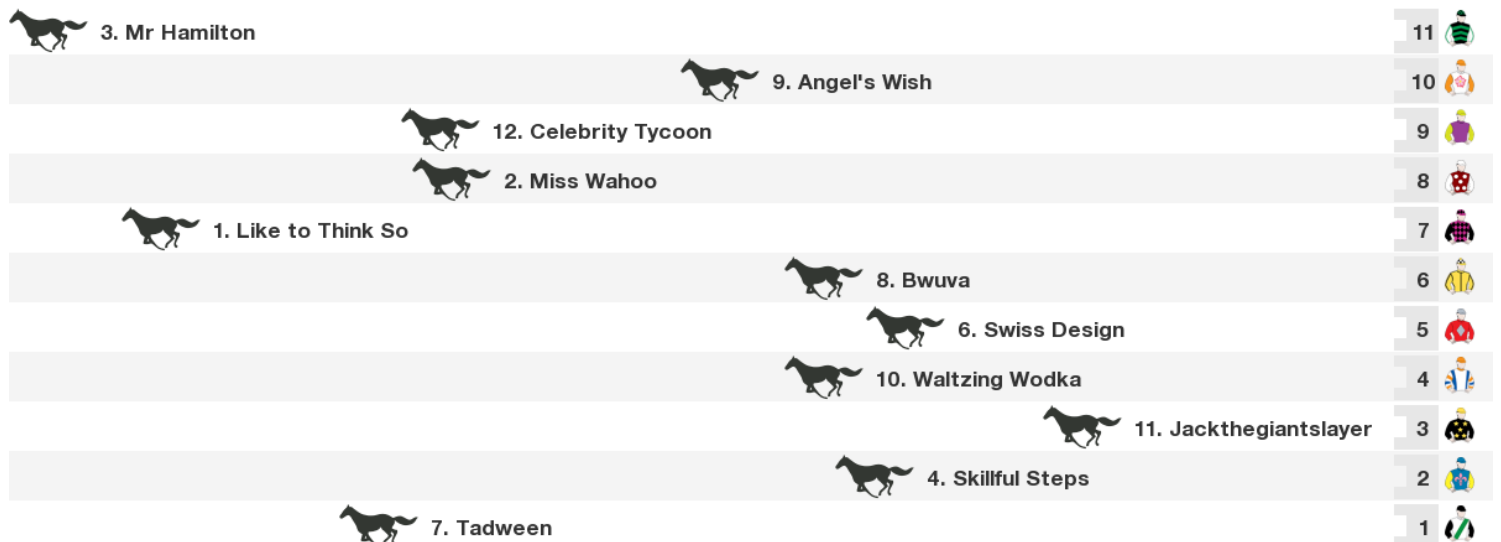 3. Mr Hamilton 11
9. Angel's Wish 10
12. Celebrity Tycoon 9
2. Miss Wahoo 8
1. Like to Think So 7
8. Bwuva 6
6. Swiss Design 5
10. Waltzing Wodka 4
11. Jackthegiantslayer 3
4. Skillful Steps 2
7. Tadween 1